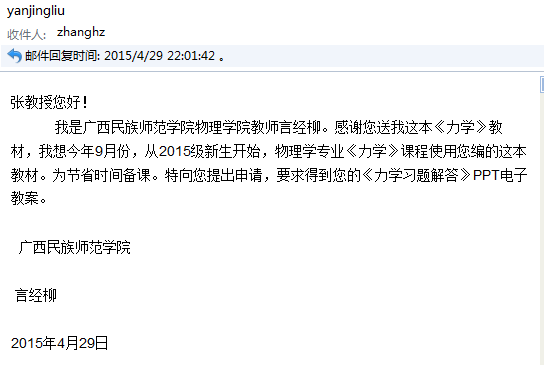 yanjingliu
收件人: zhanghz
邮件回复时间: 2015/4/29 22:01:42 。
张教授您好！
我是广西民族师范学院物理学院教师言经柳。感谢您送我这本《力学》教
材，我想今年9月份，从2015级新生开始，物理学专业《力学》课程使用您编的这本
教材。为节省时间备课。特向您提出申请，要求得到您的《力学习题解答》PPT电子
教案。
广西民族师范学院
言经柳
2015年4月29日